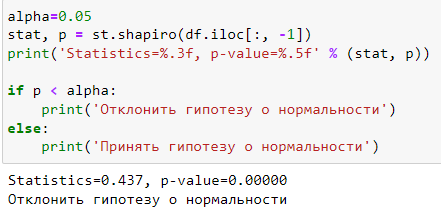 alpha=0.05
stat, p = st.shapiro(df.iloc[:, -1])
print('Statistics=%.3f, p-value=%.5f' % (stat, p))
if p < alpha:
    print('Отклонить гипотезу о нормальности')
else:
    print('Принять гипотезу о нормальности')
Statistics=0.437, p-value=0.00000
Отклонить гипотезу о нормальности